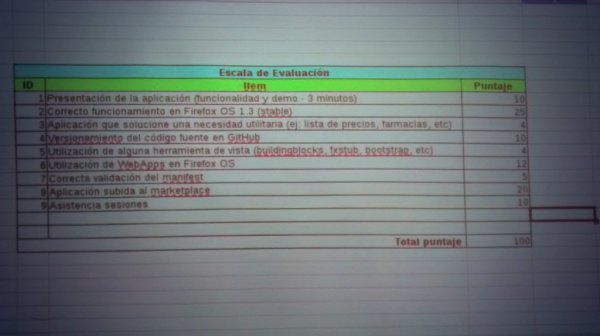 Escala de Evaluación
ID Item Puntaje
1 Presentación de la aplicación (funcionalidad y demo - 3 minutos) 10
2 Correcto funcionamiento en Firefox OS 1.3 (stable) 25
3 Aplicación que solucione una necesidad utilitaria (ej: lista de precios, farmacias, etc) 4
4 Versionamiento del código fuente en GitHub 10
5 Utilización de alguna herramienta de vista (buildingblocks, fxstub, bootstrap, etc) 4
6 Utilización de WebApps en Firefox OS 12
7 Correcta validación del manifest 5
8 Aplicación subida al marketplace 20
9 Asistencia sesiones 10
Total puntaje 100